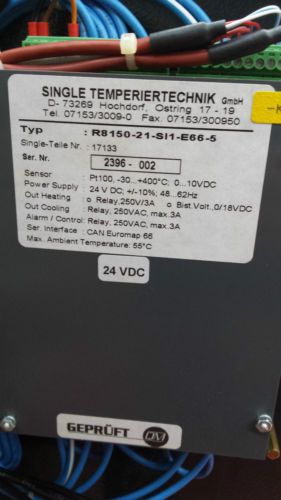 SINGLE TEMPERIERTECHNIK GmbH
D- 73269 Hochdorf, Ostring 17 - 19
Tel. 07153/3009-0 Fax. 07153/300950
Typ : R8150-21-SI1-E66-5
Single-Teile Nr. : 17133
Ser. Nr. 2396 - 002
Sensor : Pt100, -30...+400°C; 0...10VDC
Power Supply : 24 V DC, +/-10%, 48...62Hz
Out Heating : o Relay,250V/3A o Bist.Volt.,0/18VDC
Out Cooling : Relay, 250VAC, max.3A
Alarm / Control: Relay, 250VAC, max.3A
Ser. Interface : CAN Euromap 66
Max. Ambient Temperature: 55°C
24 VDC
GEPRÜFT